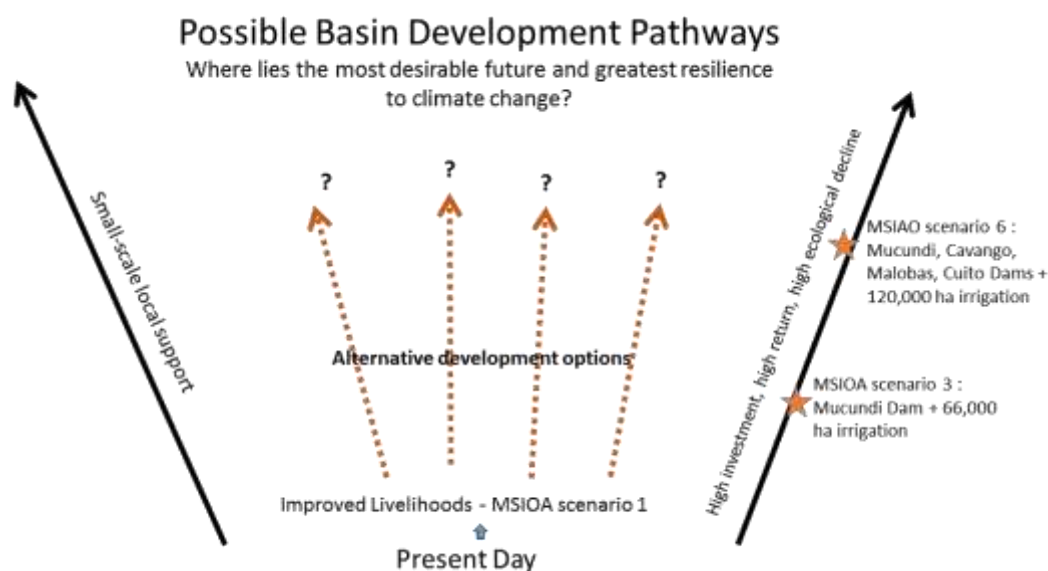 Possible Basin Development Pathways
Where lies the most desirable future and greatest resilience
to climate change?
?
?
?
?
Small-scale local support
High investment, high return, high ecological decline
MSIAO scenario 6 :
Mucundi, Cavango,
Malobas, Cuito Dams +
120,000 ha irrigation
Alternative development options
MSIOA scenario 3 :
Mucundi Dam + 66,000
ha irrigation
Improved Livelihoods - MSIOA scenario 1
Present Day